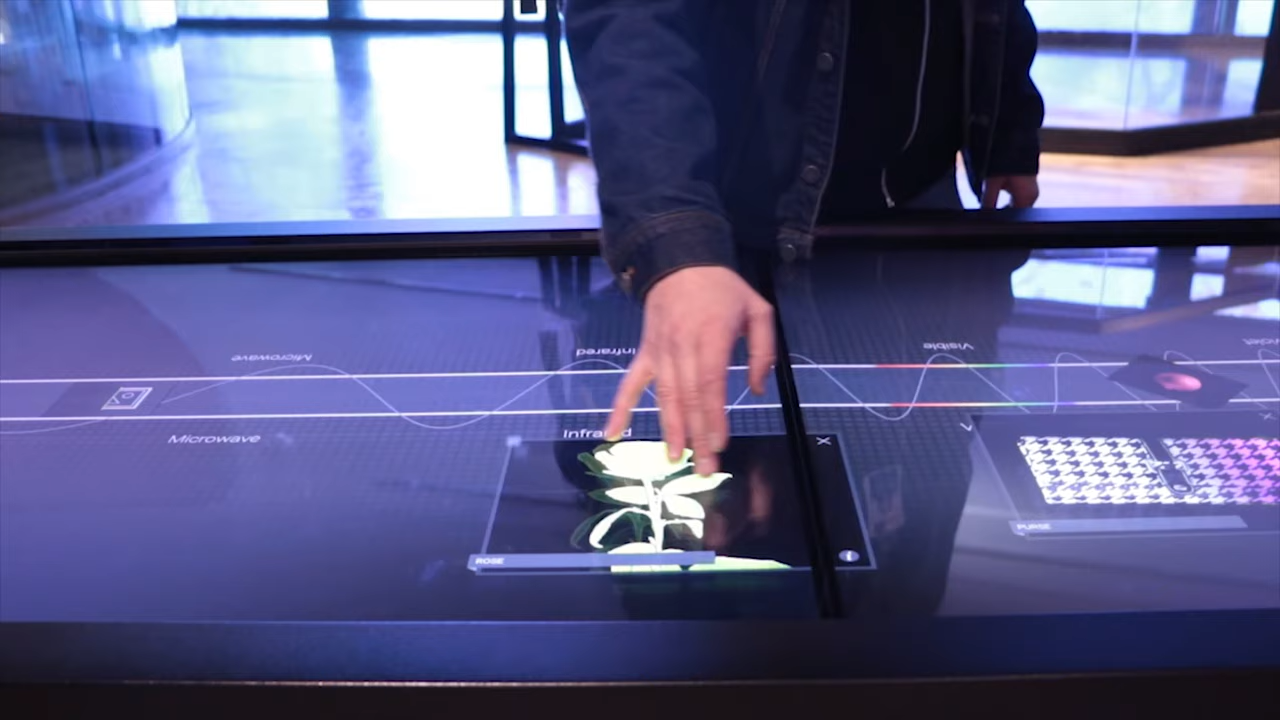 Microwave
Infrared
Visible
Microwave
Infrared
ROSE
PURSE